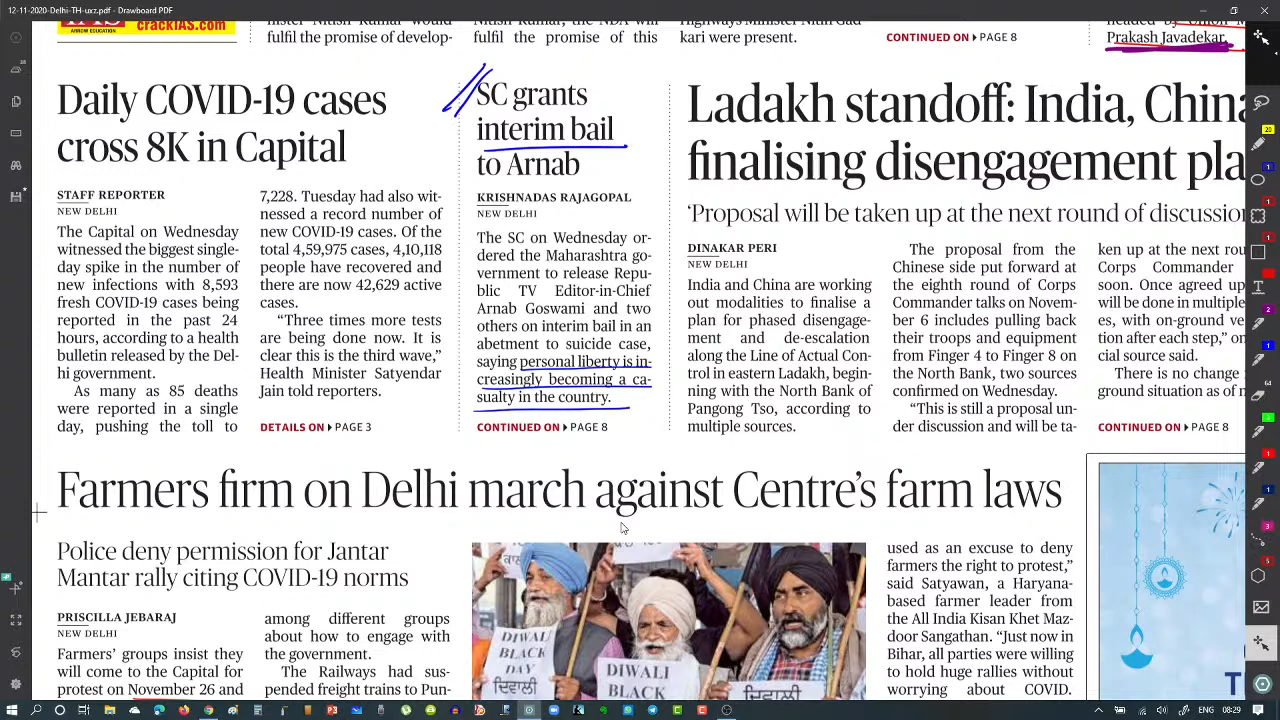 12-11-2020-Delhi-TH-uxz.pdf - Drawboard PDF
ARROW EDUCATION
crackIAS.com
fulfil the promise of develop-
fulfil the promise of this
kari were present.
CONTINUED ON PAGE 8
Prakash Javadekar.
Daily COVID-19 cases
cross 8K in Capital
STAFF REPORTER
NEW DELHI
The Capital on Wednesday
witnessed the biggest single-
day spike in the number of
new infections with 8,593
fresh COVID-19 cases being
reported in the past 24
hours, according to a health
bulletin released by the Del-
hi government.
As many as 85 deaths
were reported in a single
day, pushing the toll to
7,228. Tuesday had also wit-
nessed a record number of
new COVID-19 cases. Of the
total 4,59,975 cases, 4,10,118
people have recovered and
there are now 42,629 active
cases.
“Three times more tests
are being done now. It is
clear this is the third wave,”
Health Minister Satyendar
Jain told reporters.
DETAILS ON PAGE 3
SC grants
interim bail
to Arnab
KRISHNADAS RAJAGOPAL
NEW DELHI
The SC on Wednesday or-
dered the Maharashtra go-
vernment to release Repu-
blic TV Editor-in-Chief
Arnab Goswami and two
others on interim bail in an
abetment to suicide case,
saying personal liberty is in-
creasingly becoming a ca-
sualty in the country.
CONTINUED ON PAGE 8
Ladakh standoff: India, China
finalising disengagement pla
‘Proposal will be taken up at the next round of discussion
DINAKAR PERI
NEW DELHI
India and China are working
out modalities to finalise a
plan for phased disengage-
ment and de-escalation
along the Line of Actual Con-
trol in eastern Ladakh, begin-
ning with the North Bank of
Pangong Tso, according to
multiple sources.
The proposal from the
Chinese side put forward at
the eighth round of Corps
Commander talks on Novem-
ber 6 includes pulling back
their troops and equipment
from Finger 4 to Finger 8 on
the North Bank, two sources
confirmed on Wednesday.
“This is still a proposal un-
der discussion and will be ta-
ken up at the next rou
Corps Commander
soon. Once agreed up
will be done in multiple
es, with on-ground ve
tion after each step,” on
cial source said.
There is no change
ground situation as of n
CONTINUED ON PAGE 8
Farmers firm on Delhi march against Centre’s farm laws
Police deny permission for Jantar
Mantar rally citing COVID-19 norms
PRISCILLA JEBARAJ
NEW DELHI
Farmers’ groups insist they
will come to the Capital for
protest on November 26 and
among different groups
about how to engage with
the government.
The Railways had sus-
pended freight trains to Pun-
DIWALI
BLACK
DAY
ਦਿਵਾਲੀ
DIWALI
BLACK
used as an excuse to deny
farmers the right to protest,”
said Satyawan, a Haryana-
based farmer leader from
the All India Kisan Khet Maz-
door Sangathan. “Just now in
Bihar, all parties were willing
to hold huge rallies without
worrying about COVID.
08:29